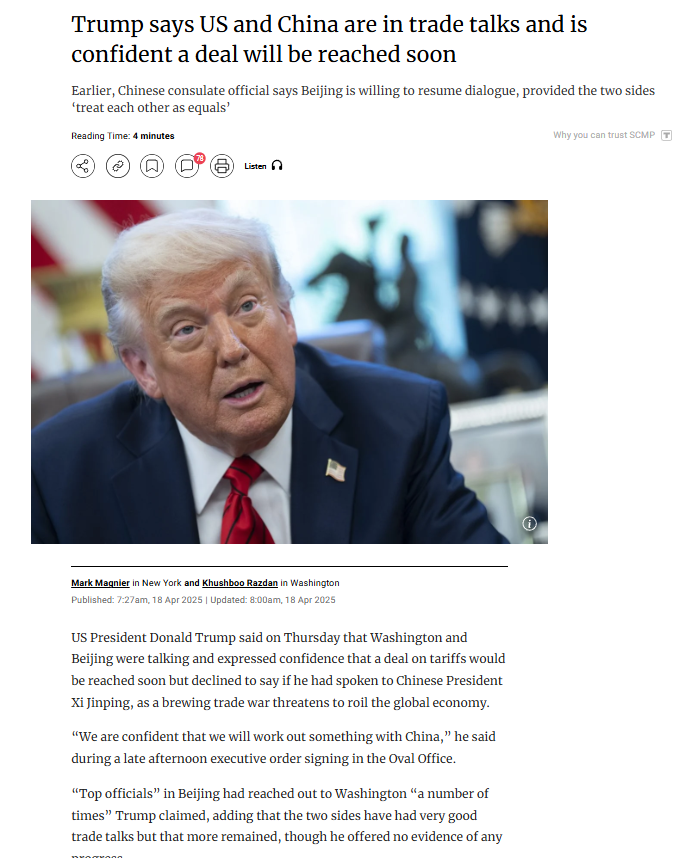 Trump says US and China are in trade talks and is
confident a deal will be reached soon
Earlier, Chinese consulate official says Beijing is willing to resume dialogue, provided the two sides
‘treat each other as equals’
Reading Time: 4 minutes
Why you can trust SCMP
78
Listen
Mark Magnier in New York and Khushboo Razdan in Washington
Published: 7:27am, 18 Apr 2025 | Updated: 8:00am, 18 Apr 2025
US President Donald Trump said on Thursday that Washington and
Beijing were talking and expressed confidence that a deal on tariffs would
be reached soon but declined to say if he had spoken to Chinese President
Xi Jinping, as a brewing trade war threatens to roil the global economy.
“We are confident that we will work out something with China,” he said
during a late afternoon executive order signing in the Oval Office.
“Top officials” in Beijing had reached out to Washington “a number of
times” Trump claimed, adding that the two sides have had very good
trade talks but that more remained, though he offered no evidence of any
progress.